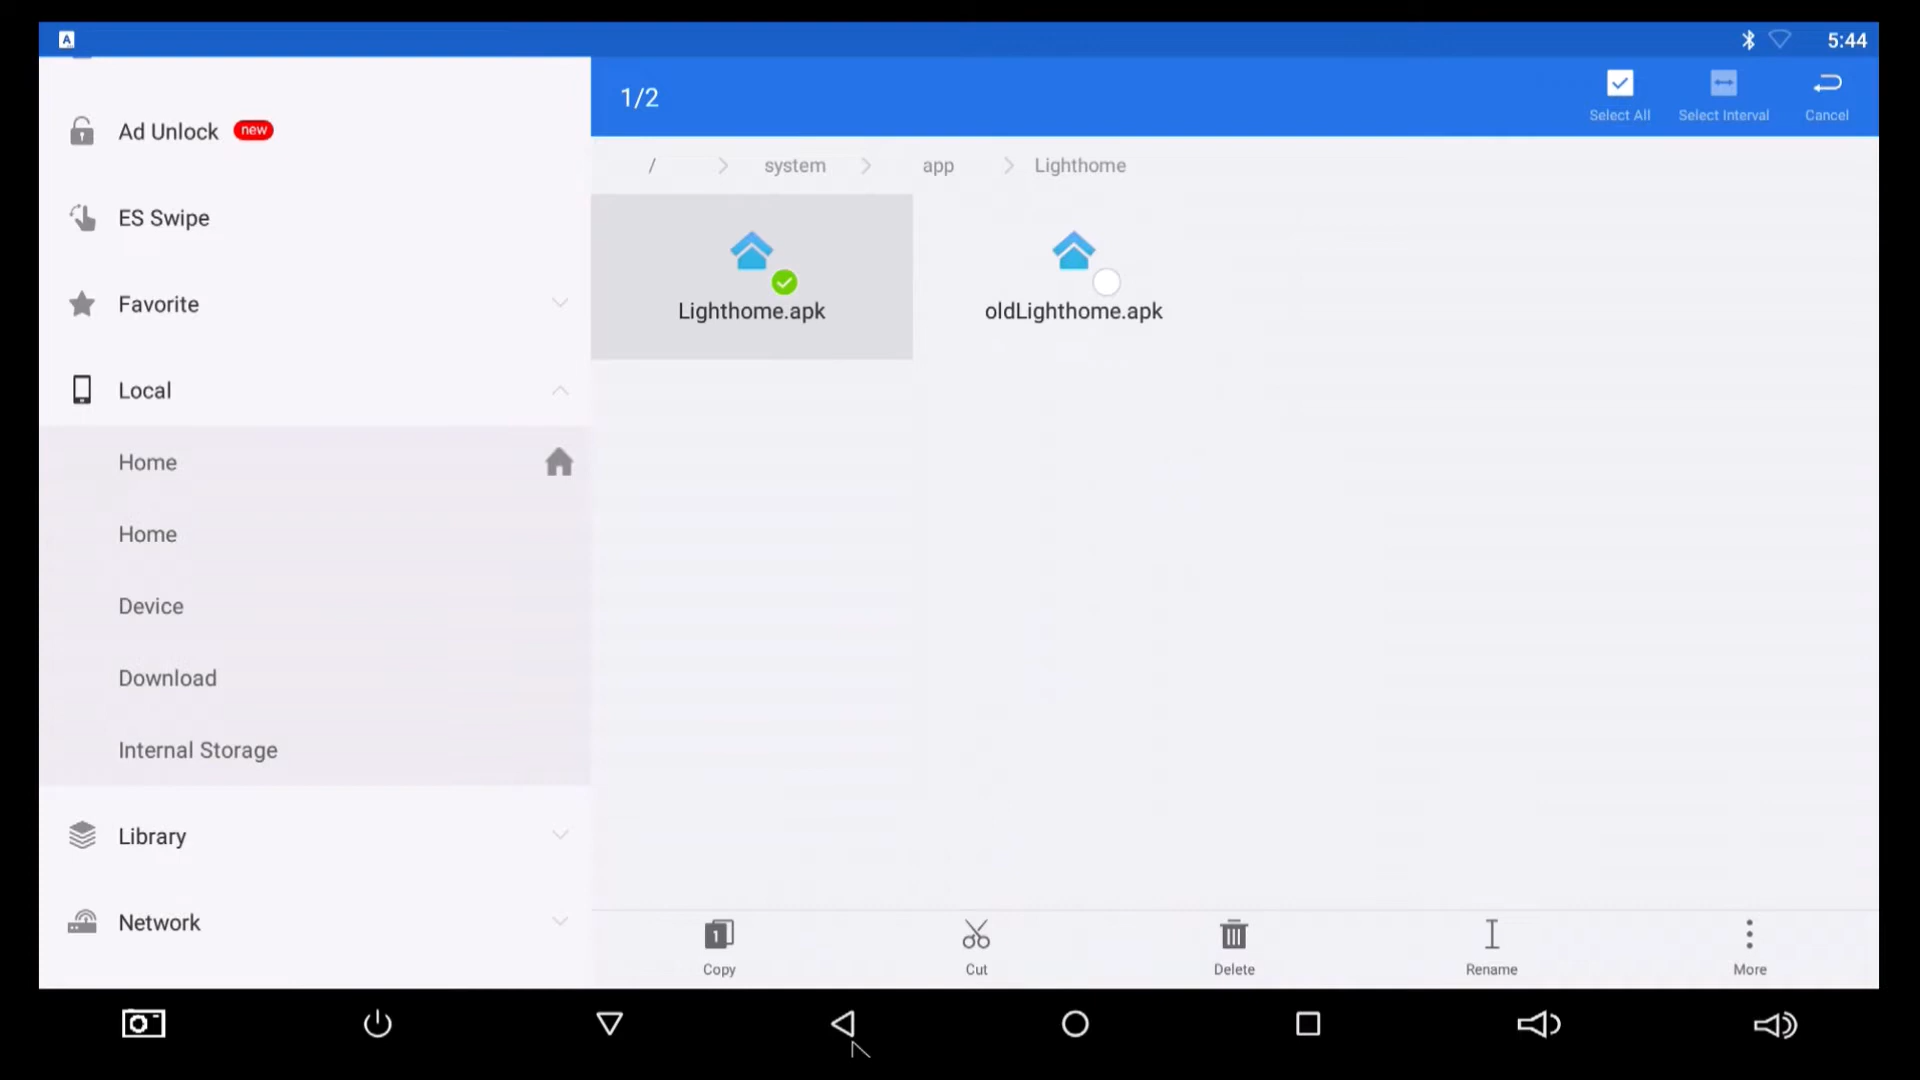 A
5:44
1/2
Select All
Select Interval
Cancel
Ad Unlock new
ES Swipe
Favorite
Local
Home
Home
Device
Download
Internal Storage
Library
Network
/ system app Lighthome
Lighthome.apk
oldLighthome.apk
1
Copy
Cut
Delete
Rename
More